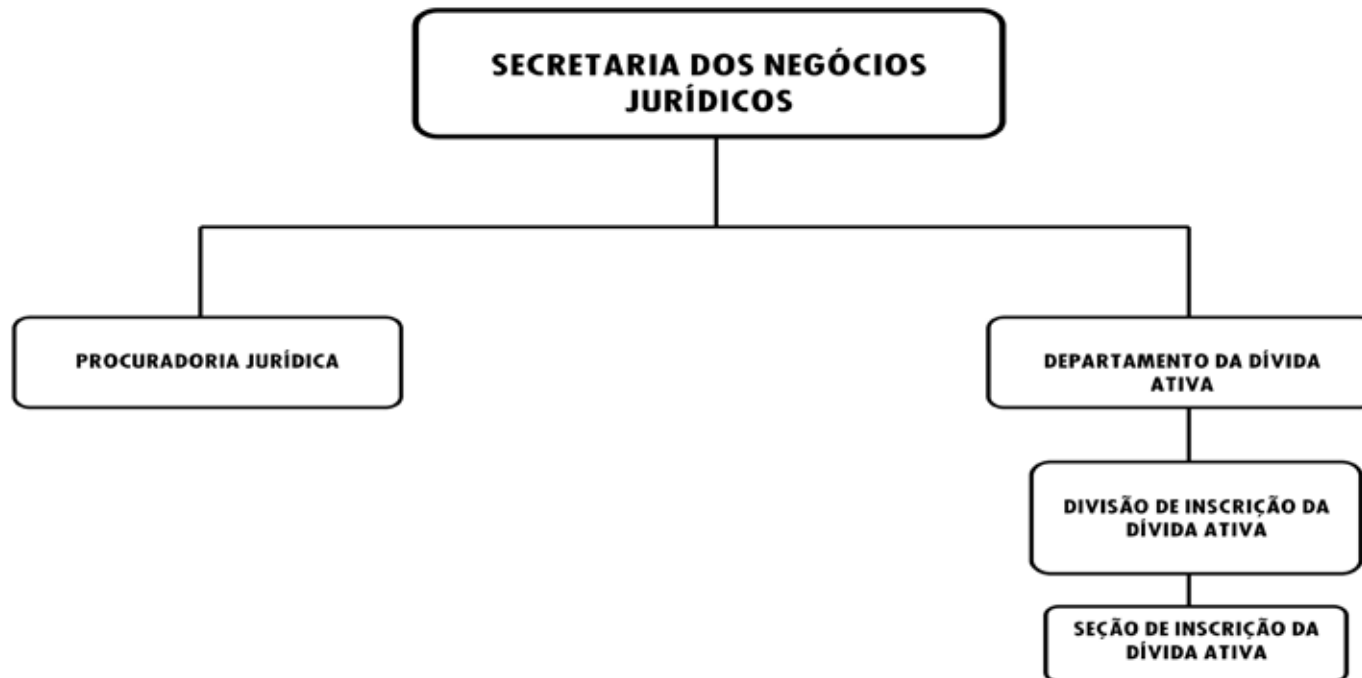 SECRETARIA DOS NEGÓCIOS
JURÍDICOS
PROCURADORIA JURÍDICA
DEPARTAMENTO DA DÍVIDA
ATIVA
DIVISÃO DE INSCRIÇÃO DA
DÍVIDA ATIVA
SEÇÃO DE INSCRIÇÃO DA
DÍVIDA ATIVA